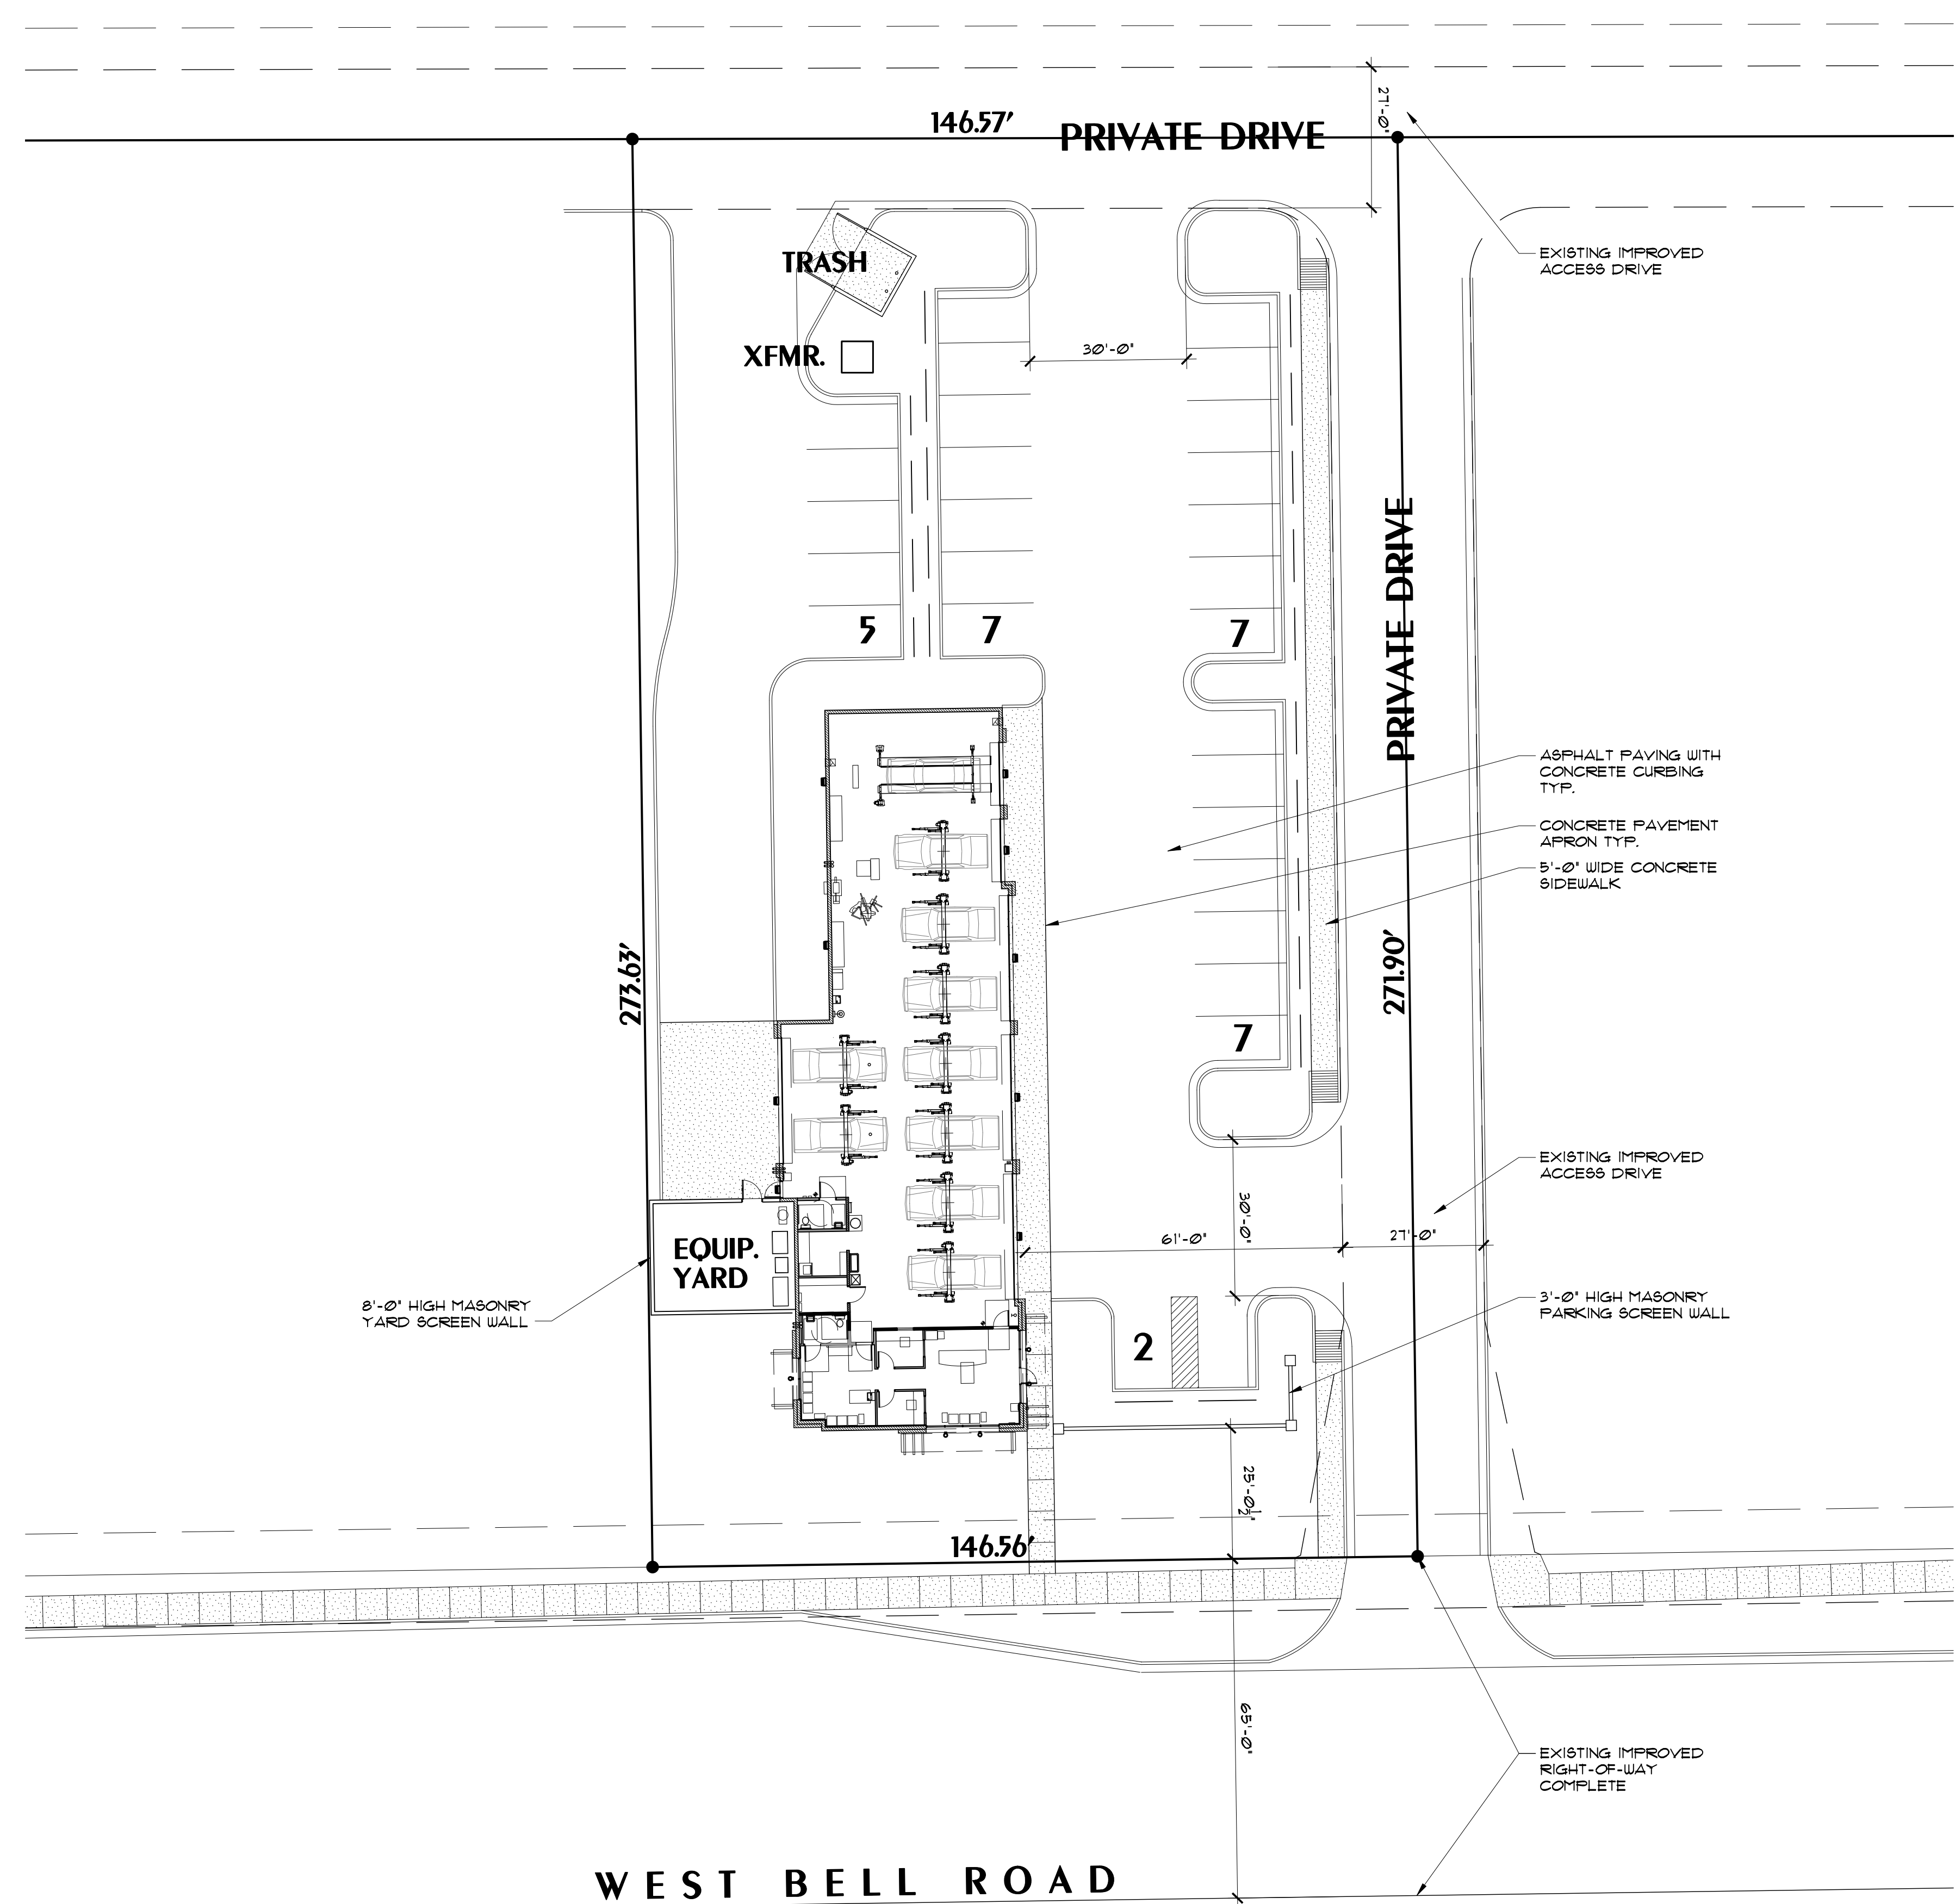 146.57'
PRIVATE DRIVE
27'-0"
EXISTING IMPROVED
ACCESS DRIVE
TRASH
XFMR.
30'-0"
5
7
7
PRIVATE DRIVE
ASPHALT PAVING WITH
CONCRETE CURBING
TYP.
CONCRETE PAVEMENT
APRON TYP.
5'-0" WIDE CONCRETE
SIDEWALK
273.63'
271.90'
7
EXISTING IMPROVED
ACCESS DRIVE
30'-0"
61'-0"
27'-0"
EQUIP.
YARD
8'-0" HIGH MASONRY
YARD SCREEN WALL
3'-0" HIGH MASONRY
PARKING SCREEN WALL
2
25'-0½"
146.56'
65'-0"
EXISTING IMPROVED
RIGHT-OF-WAY
COMPLETE
WEST BELL ROAD